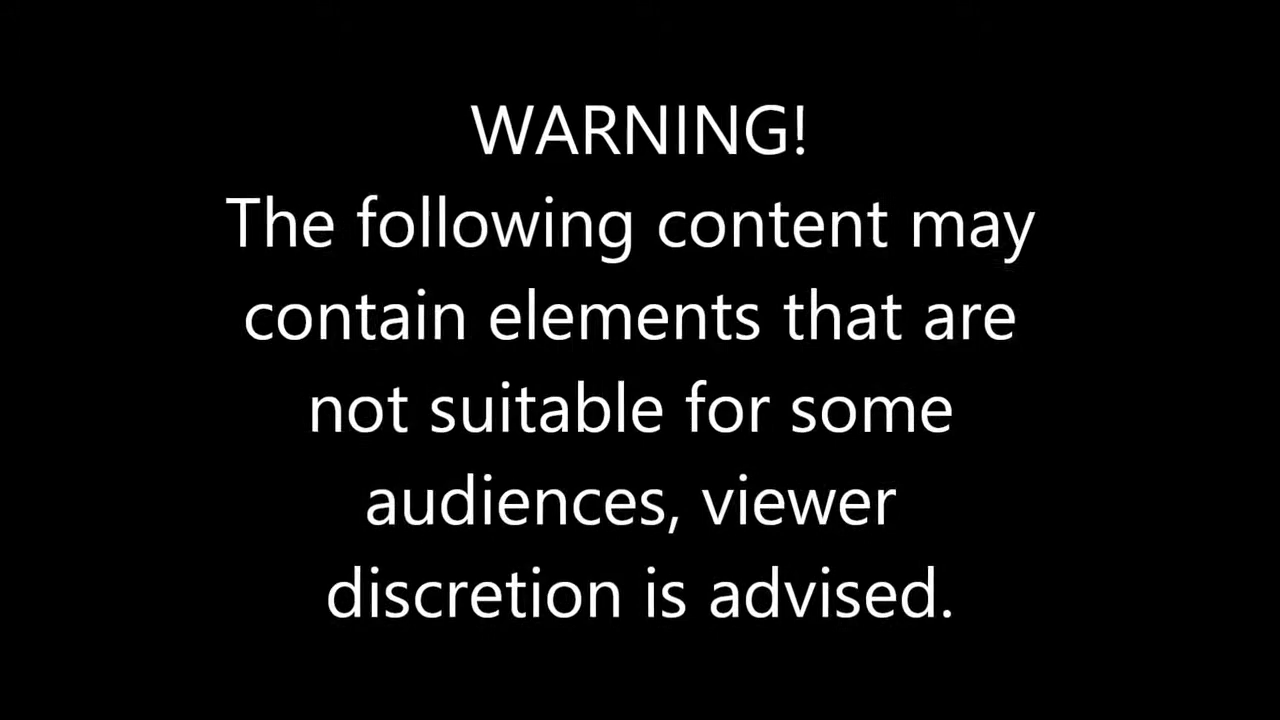 WARNING!
The following content may
contain elements that are
not suitable for some
audiences, viewer
discretion is advised.